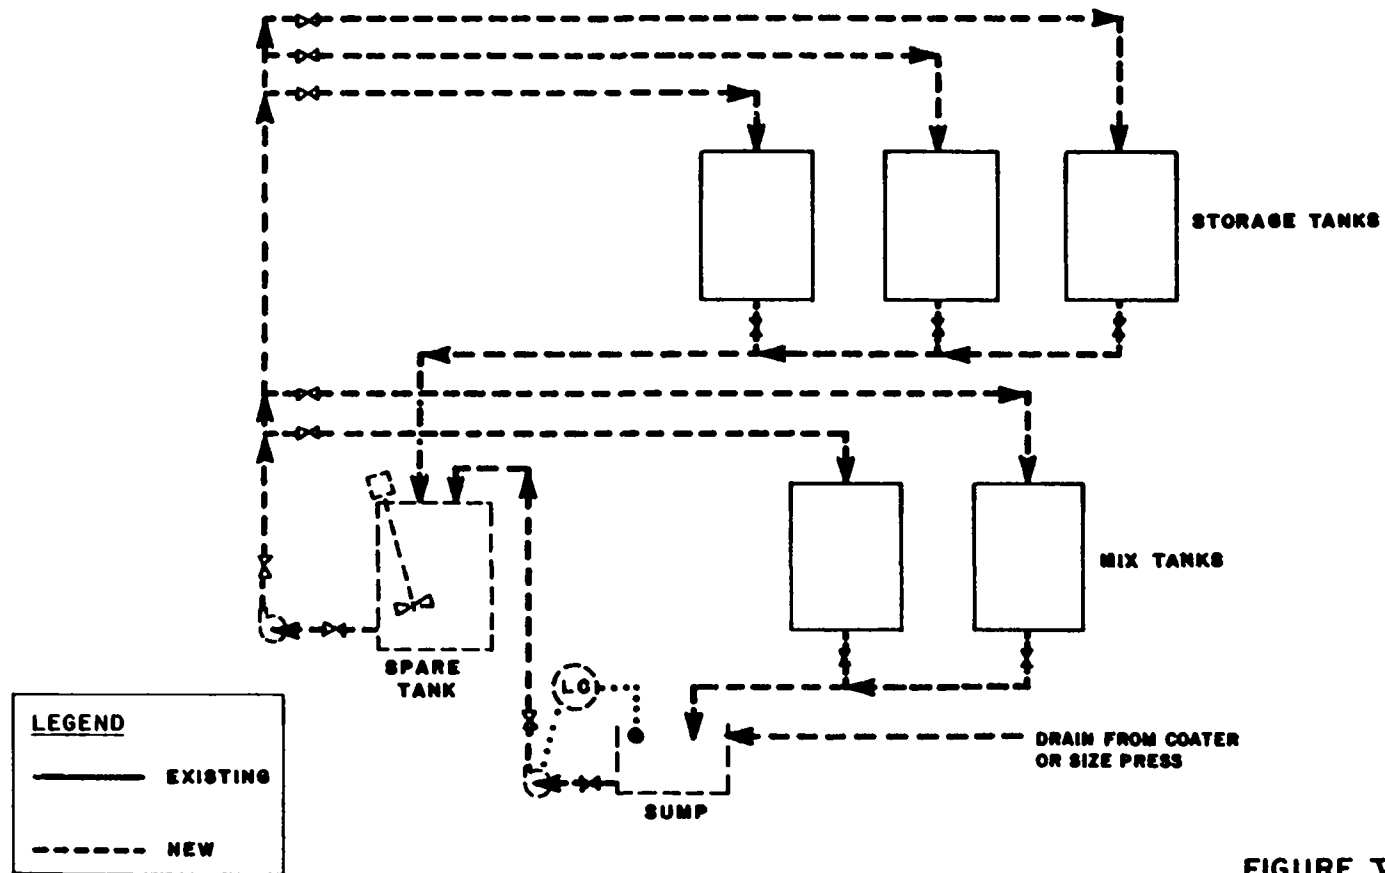 STORAGE TANKS
MIX TANKS
SPARE
TANK
LC
LEGEND
EXISTING
NEW
DRAIN FROM COATER
OR SIZE PRESS
SUMP
FIGURE